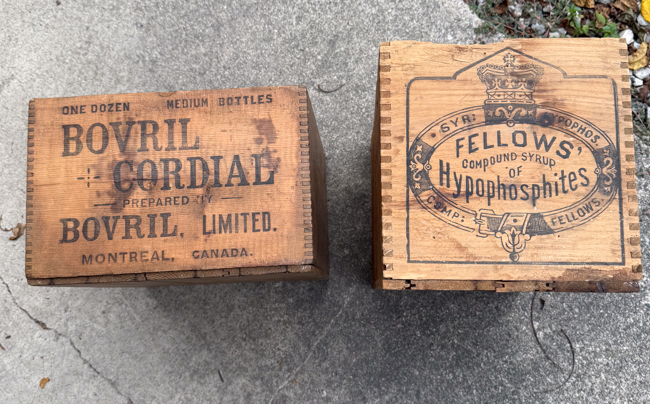 ONE DOZEN MEDIUM BOTTLES
BOVRIL
CORDIAL
PREPARED BY
BOVRIL, LIMITED.
MONTREAL, CANADA.
SYR: HYPOPHOS.
FELLOWS'
COMPOUND SYRUP
OF
Hypophosphites
COMP: FELLOWS.